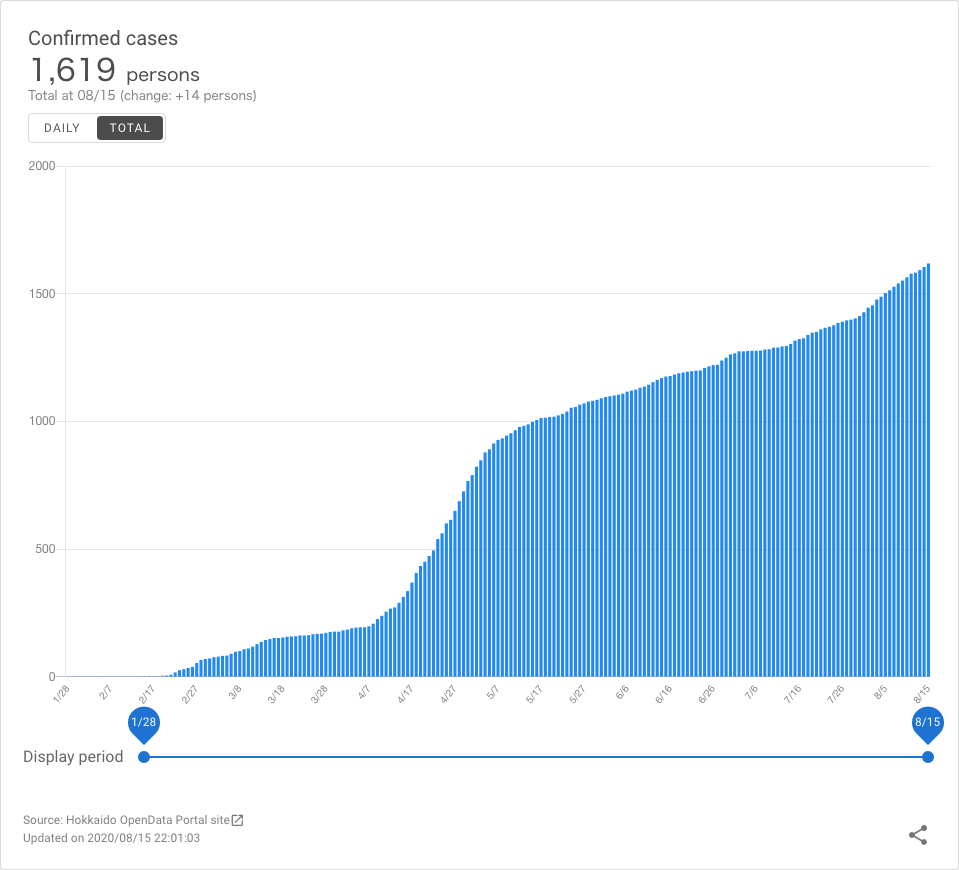 Confirmed cases
1,619 persons
Total at 08/15 (change: +14 persons)
DAILY TOTAL
2000
1500
1000
500
0
1/28 2/7 2/17 2/27 3/8 3/18 3/28 4/7 4/17 4/27 5/7 5/17 5/27 6/6 6/16 6/26 7/6 7/16 7/26 8/5 8/15
1/28 8/15
Display period
Source: Hokkaido OpenData Portal site
Updated on 2020/08/15 22:01:03